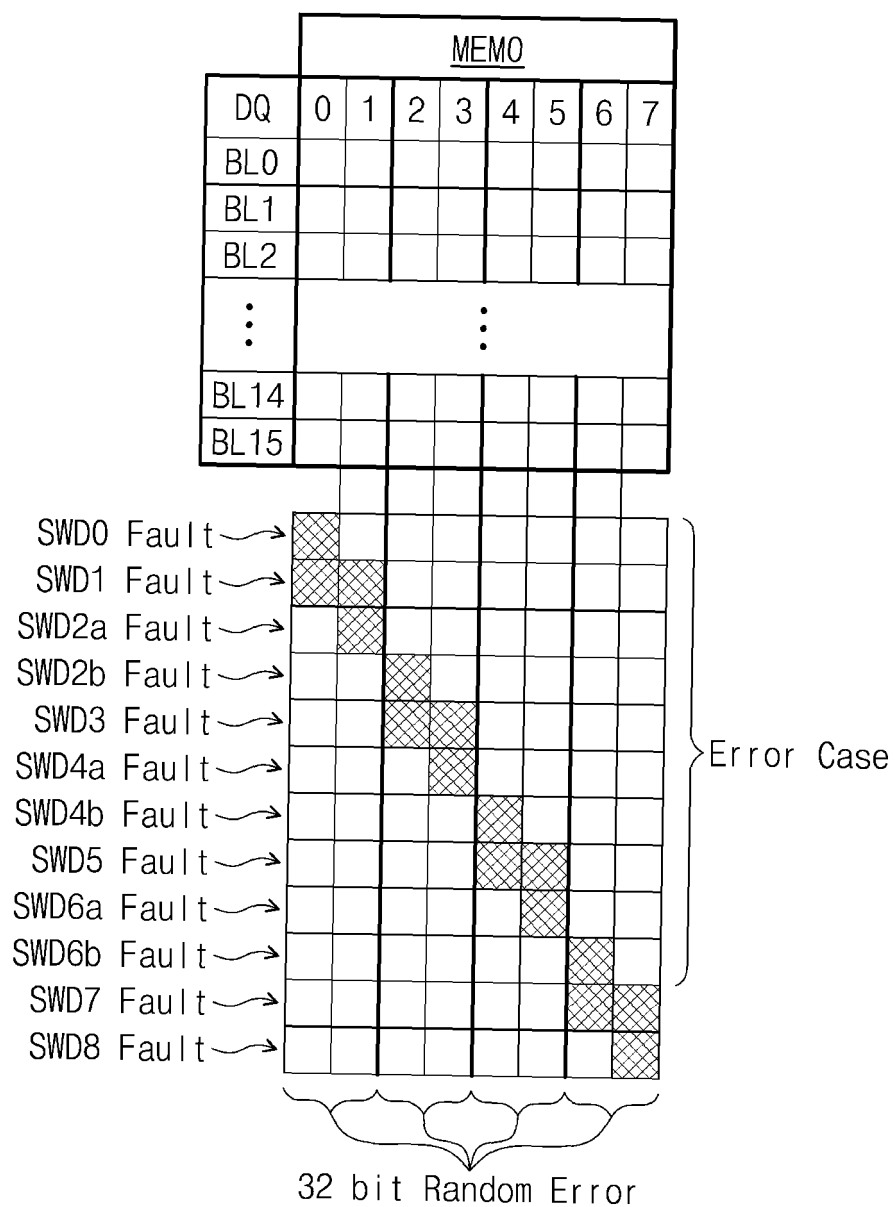 MEM0
DQ 0 1 2 3 4 5 6 7
BL0
BL1
BL2
⋮ ⋮
BL14
BL15
SWD0 Fault
SWD1 Fault
SWD2a Fault
SWD2b Fault
SWD3 Fault
SWD4a Fault
Error Case
SWD4b Fault
SWD5 Fault
SWD6a Fault
SWD6b Fault
SWD7 Fault
SWD8 Fault
32 bit Random Error